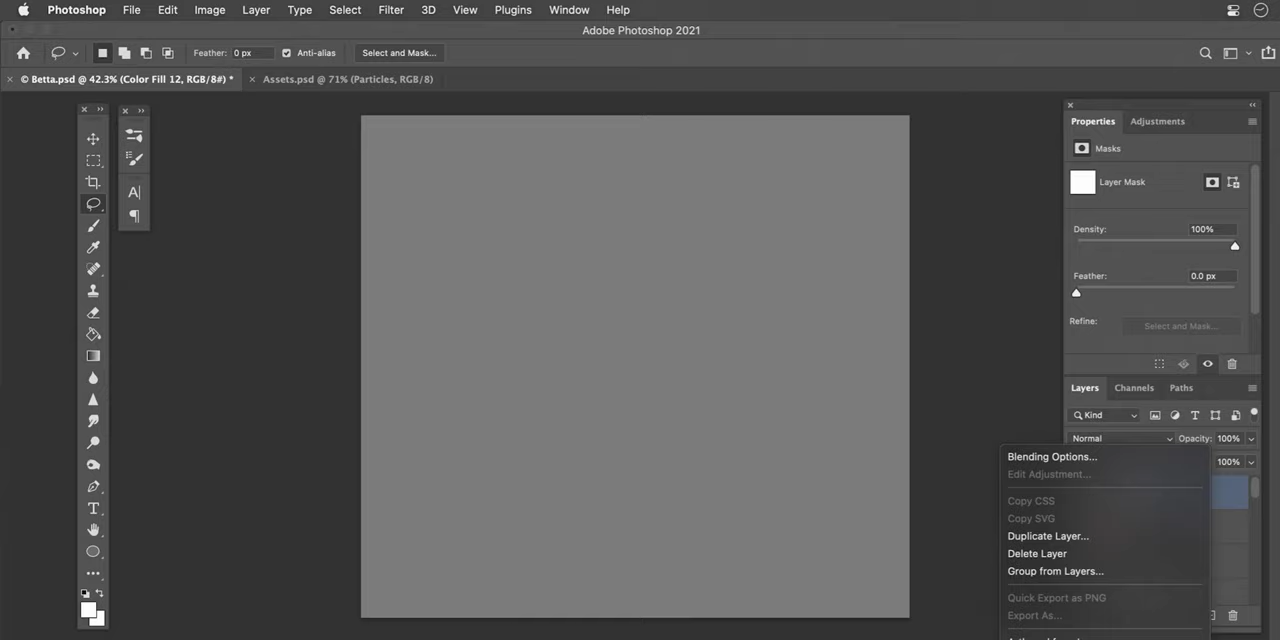 Photoshop File Edit Image Layer Type Select Filter 3D View Plugins Window Help
Adobe Photoshop 2021
Feather: 0 px Anti-alias Select and Mask...
© Betta.psd @ 42.3% (Color Fill 12, RGB/8#) * Assets.psd @ 71% (Particles, RGB/8)
Properties Adjustments
Masks
Layer Mask
Density: 100%
Feather: 0.0 px
Refine: Select and Mask...
Layers Channels Paths
Kind
Normal Opacity: 100%
100%
Blending Options...
Edit Adjustment...
Copy CSS
Copy SVG
Duplicate Layer...
Delete Layer
Group from Layers...
Quick Export as PNG
Export As...